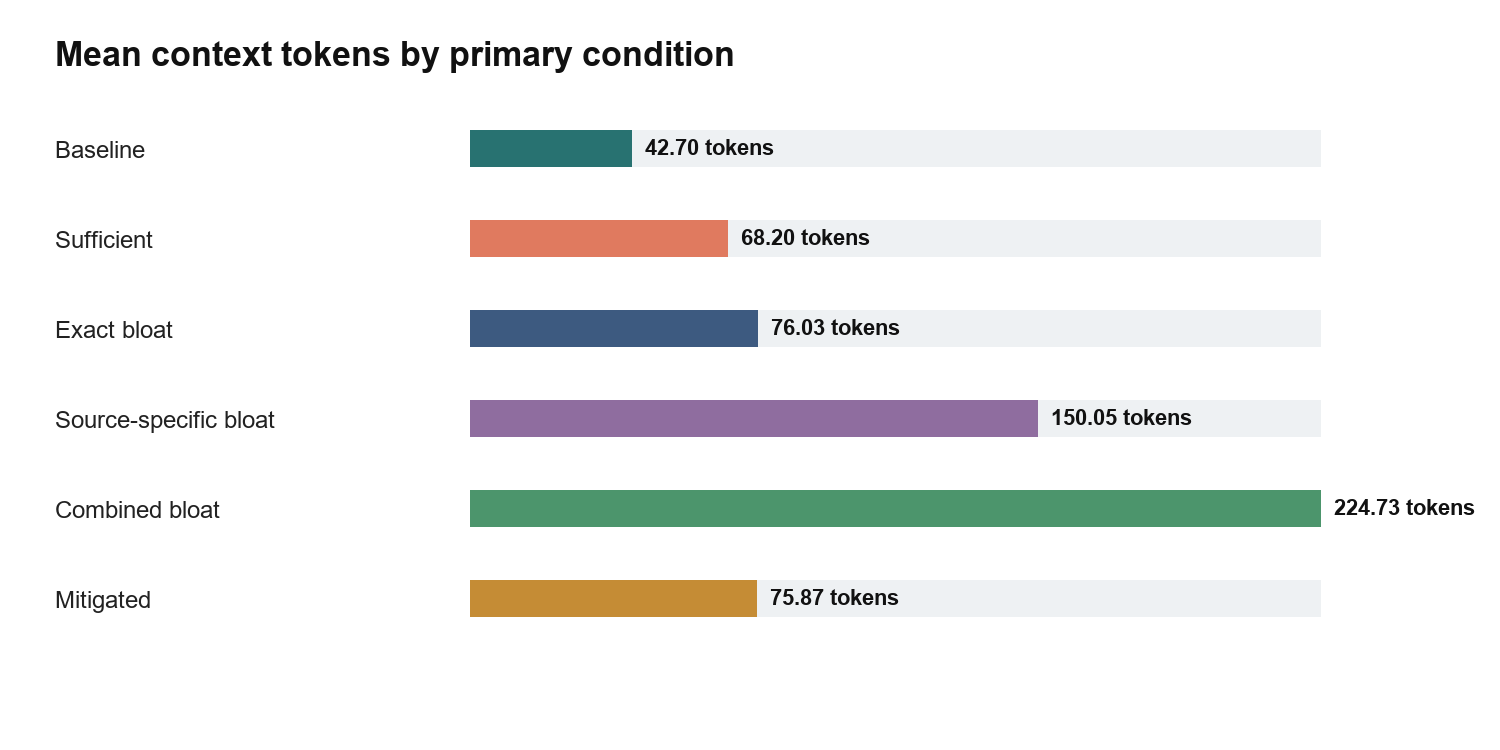 Mean context tokens by primary condition
Baseline 42.70 tokens
Sufficient 68.20 tokens
Exact bloat 76.03 tokens
Source-specific bloat 150.05 tokens
Combined bloat 224.73 tokens
Mitigated 75.87 tokens